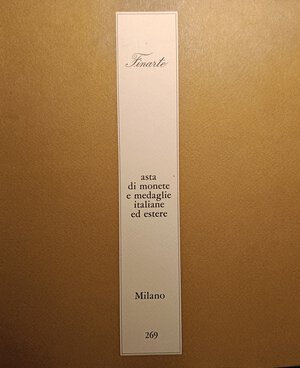 Finarte
asta
di monete
e medaglie
italiane
ed estere
Milano
269